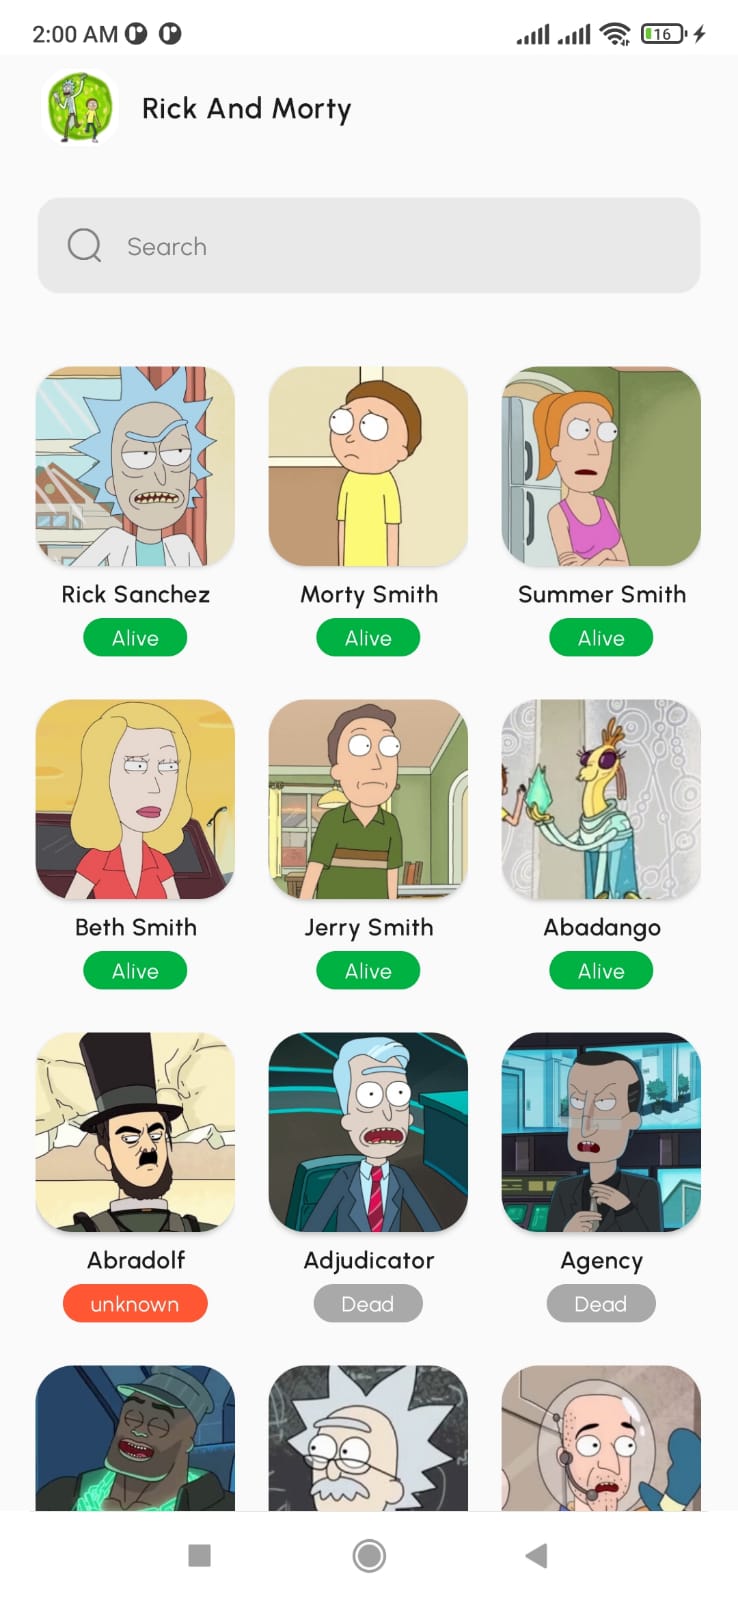 2:00 AM 16
Rick And Morty
Search
Rick Sanchez Morty Smith Summer Smith
Alive Alive Alive
Beth Smith Jerry Smith Abadango
Alive Alive Alive
Abradolf Adjudicator Agency
unknown Dead Dead